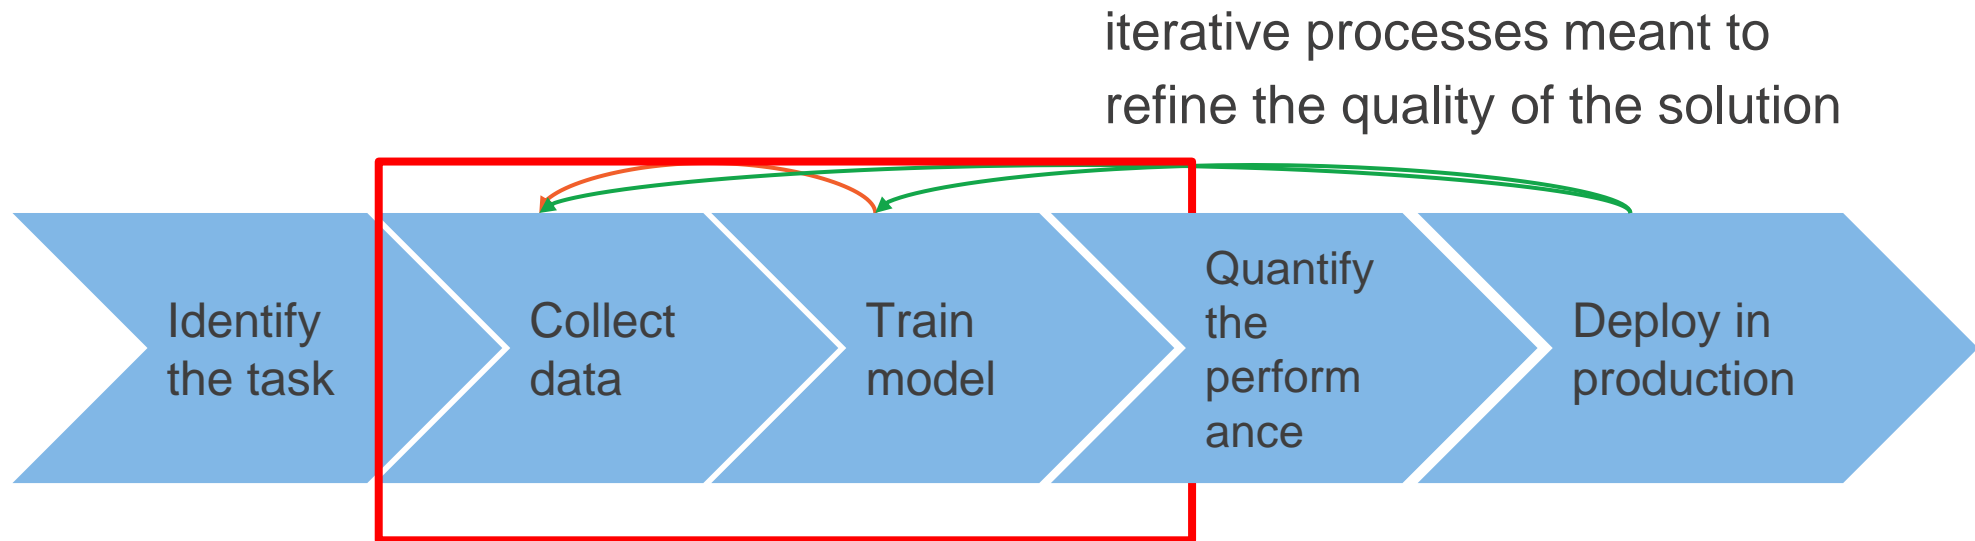 iterative processes meant to
refine the quality of the solution
Identify
the task
Collect
data
Train
model
Quantify
the
perform
ance
Deploy in
production